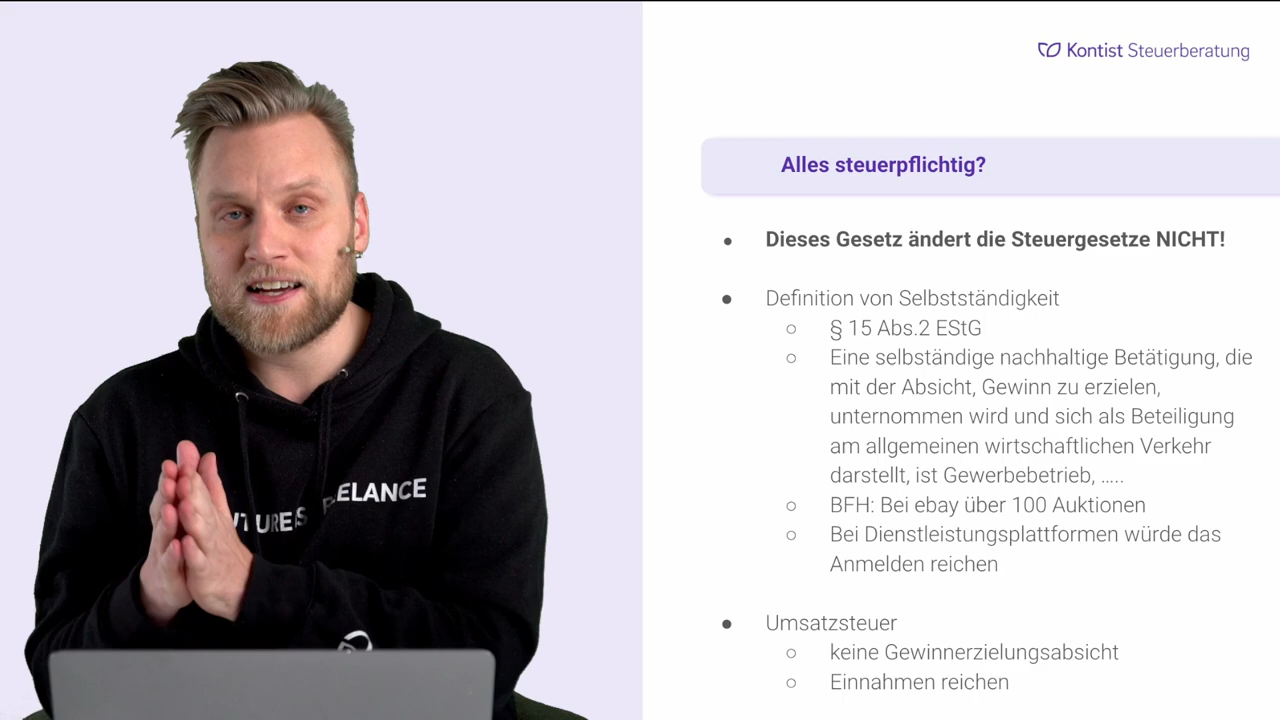 Kontist Steuerberatung
Alles steuerpflichtig?
● Dieses Gesetz ändert die Steuergesetze NICHT!
● Definition von Selbstständigkeit
○ § 15 Abs.2 EStG
○ Eine selbständige nachhaltige Betätigung, die
mit der Absicht, Gewinn zu erzielen,
unternommen wird und sich als Beteiligung
am allgemeinen wirtschaftlichen Verkehr
darstellt, ist Gewerbebetrieb, .....
○ BFH: Bei ebay über 100 Auktionen
○ Bei Dienstleistungsplattformen würde das
Anmelden reichen
● Umsatzsteuer
○ keine Gewinnerzielungsabsicht
○ Einnahmen reichen